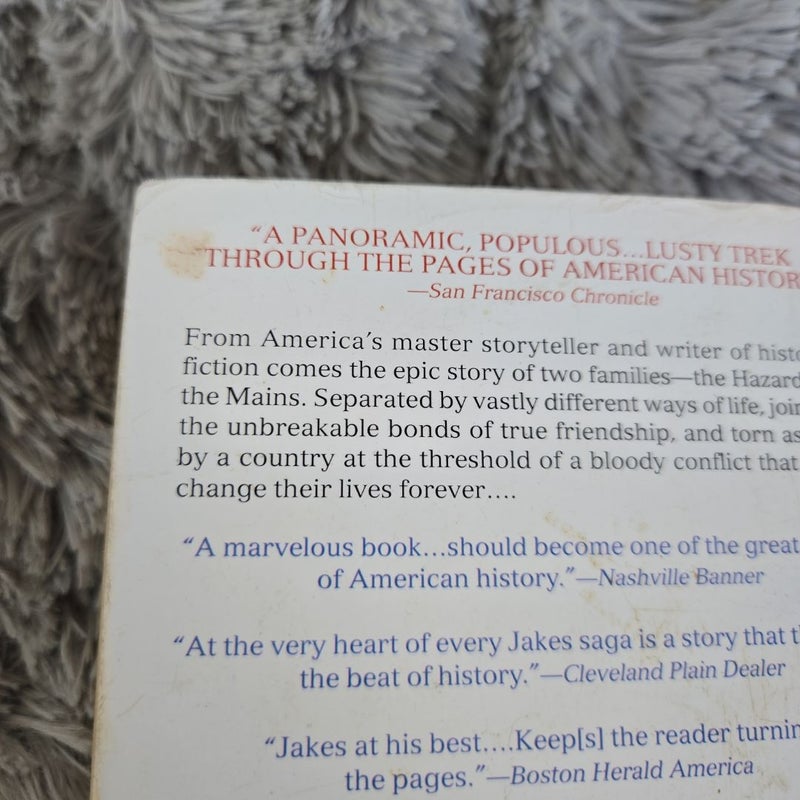 “A PANORAMIC, POPULOUS...LUSTY TREK
THROUGH THE PAGES OF AMERICAN HISTOR
—San Francisco Chronicle
From America’s master storyteller and writer of histo
fiction comes the epic story of two families—the Hazard
the Mains. Separated by vastly different ways of life, join
the unbreakable bonds of true friendship, and torn as
by a country at the threshold of a bloody conflict that
change their lives forever....
“A marvelous book...should become one of the great
of American history.”—Nashville Banner
“At the very heart of every Jakes saga is a story that t
the beat of history.”—Cleveland Plain Dealer
“Jakes at his best....Keep[s] the reader turnin
the pages.”—Boston Herald America